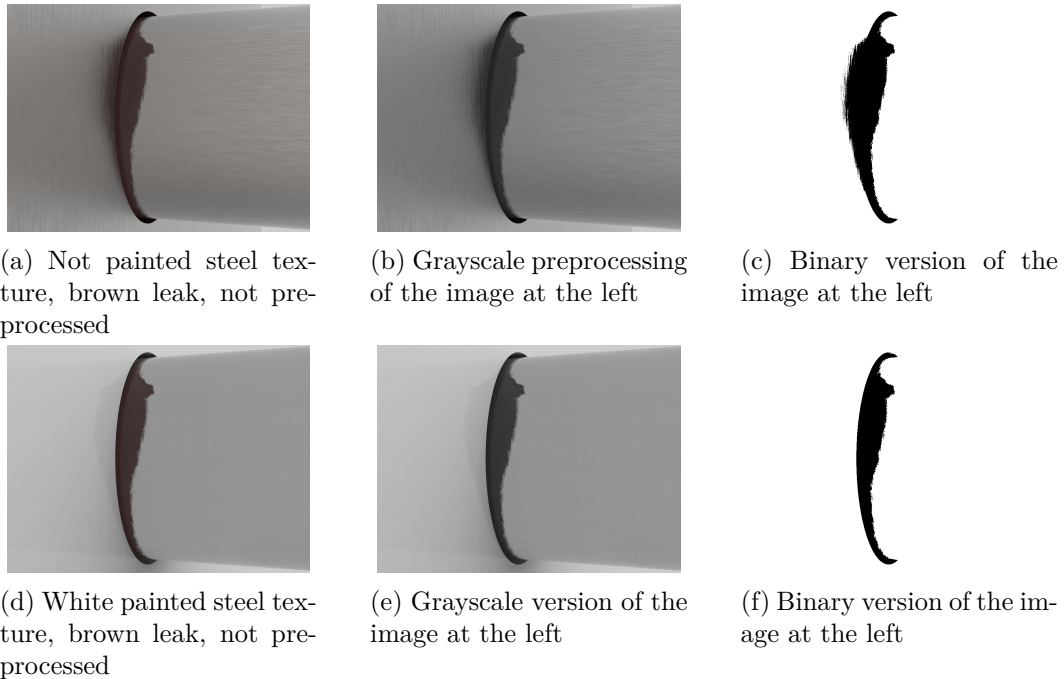 (a) Not painted steel tex-
ture, brown leak, not pre-
processed
(b) Grayscale preprocessing
of the image at the left
(c) Binary version of the
image at the left
(d) White painted steel tex-
ture, brown leak, not pre-
processed
(e) Grayscale version of the
image at the left
(f) Binary version of the im-
age at the left